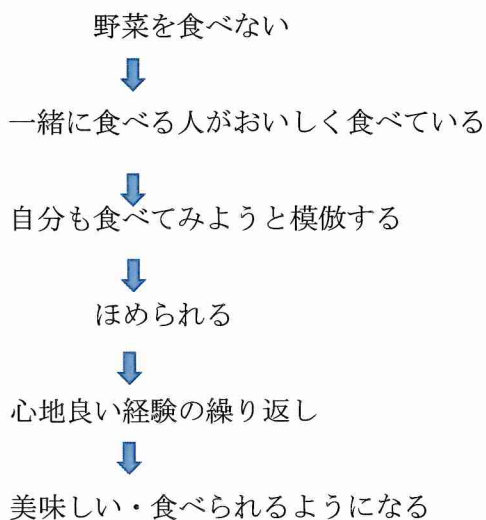 野菜を食べない
一緒に食べる人がおいしく食べている
自分も食べてみようと模倣する
ほめられる
心地良い経験の繰り返し
美味しい・食べられるようになる